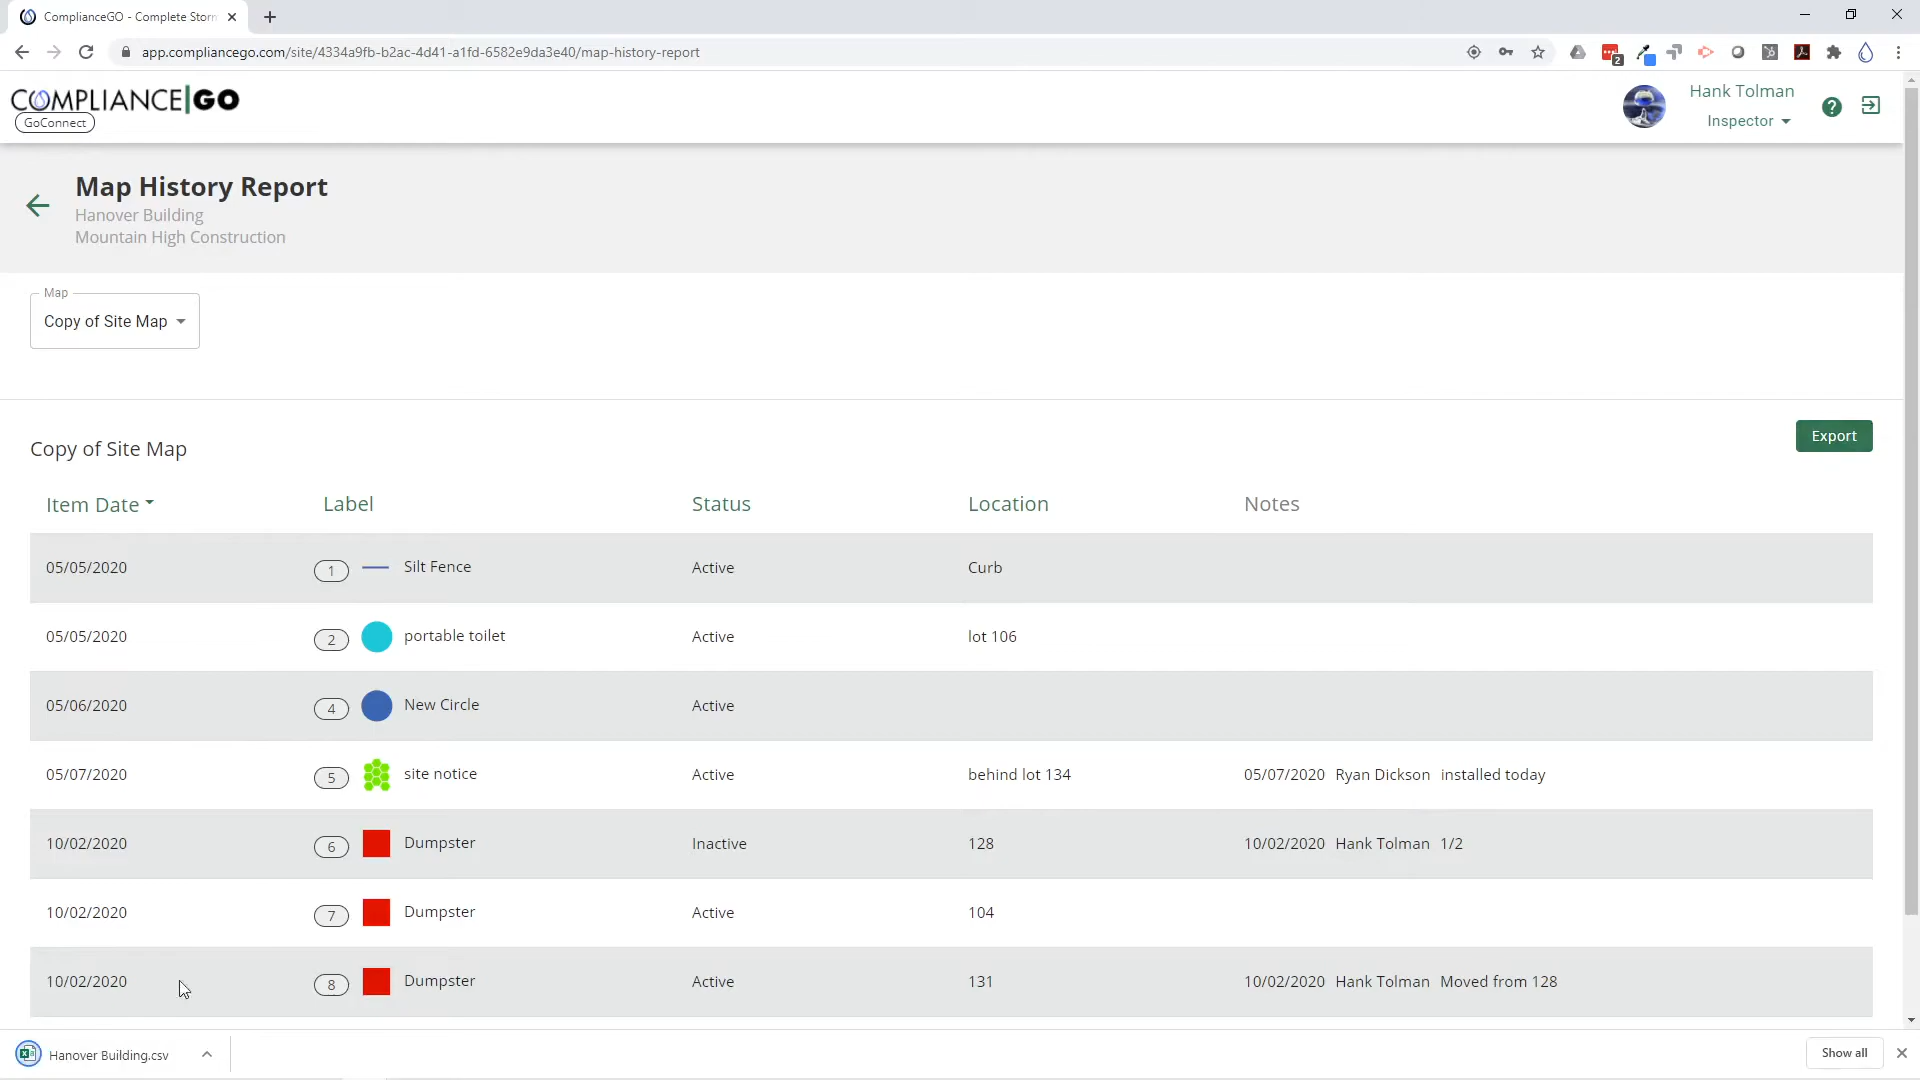 ComplianceGO - Complete Storm
app.compliancego.com/site/4334a9fb-b2ac-4d41-a1fd-6582e9da3e40/map-history-report
2
COMPLIANCE|GO
GoConnect
Hank Tolman
Inspector
?
Map History Report
Hanover Building
Mountain High Construction
Map
Copy of Site Map
Export
Copy of Site Map
Item Date Label Status Location Notes
05/05/2020 1 Silt Fence Active Curb
05/05/2020 2 portable toilet Active lot 106
05/06/2020 4 New Circle Active
05/07/2020 5 site notice Active behind lot 134 05/07/2020 Ryan Dickson installed today
10/02/2020 6 Dumpster Inactive 128 10/02/2020 Hank Tolman 1/2
10/02/2020 7 Dumpster Active 104
10/02/2020 8 Dumpster Active 131 10/02/2020 Hank Tolman Moved from 128
Hanover Building.csv
Show all